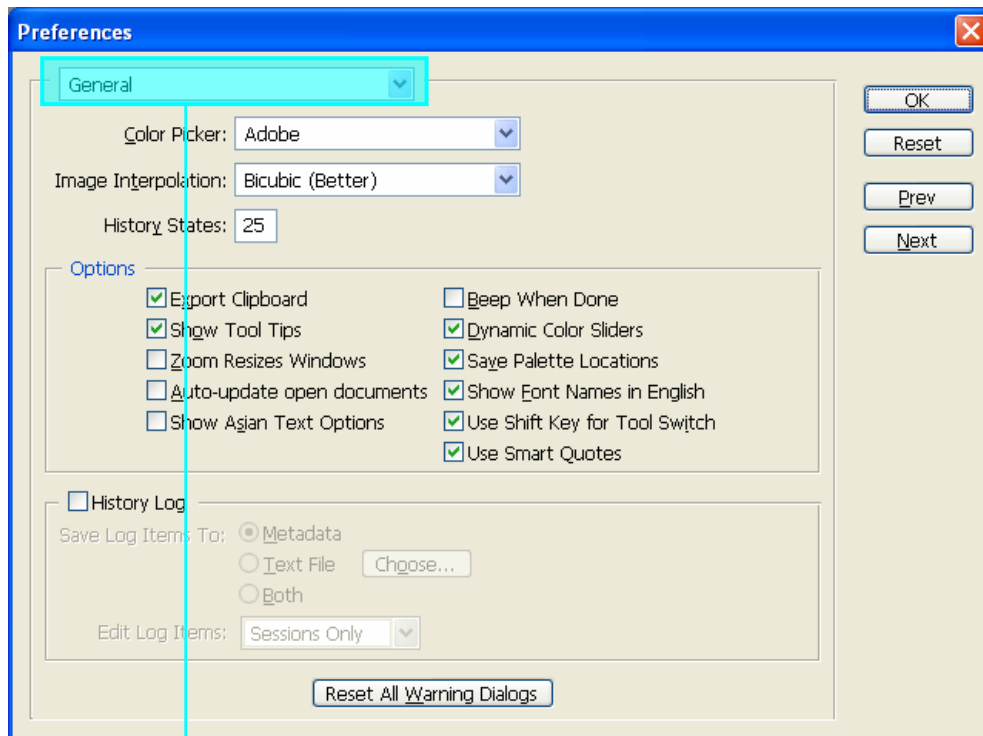 Preferences
General
OK
Color Picker: Adobe
Reset
Image Interpolation: Bicubic (Better)
Prev
History States: 25
Next
Options
Export Clipboard
Beep When Done
Show Tool Tips
Dynamic Color Sliders
Zoom Resizes Windows
Save Palette Locations
Auto-update open documents
Show Font Names in English
Show Asian Text Options
Use Shift Key for Tool Switch
Use Smart Quotes
History Log
Save Log Items To: Metadata
Text File Choose...
Both
Edit Log Items: Sessions Only
Reset All Warning Dialogs